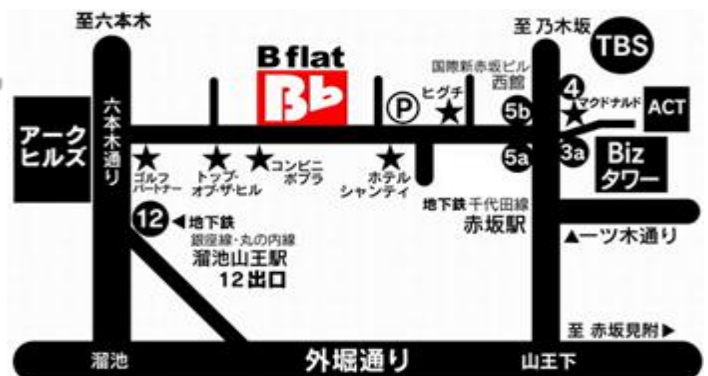 至六本木
六本木通り
アーク
ヒルズ
B flat
Bb
P
ヒグチ
国際新赤坂ビル
西館
至乃木坂
TBS
4
マクドナルド
ACT
5b
5a
3a
Biz
タワー
ゴルフ
パートナー
トップ・
オブ・ザ・ヒル
コンビニ
ポプラ
ホテル
シャンティ
地下鉄 千代田線
赤坂駅
12
◀地下鉄
銀座線・丸の内線
溜池山王駅
12出口
▲一ツ木通り
至 赤坂見附▶
溜池
外堀通り
山王下